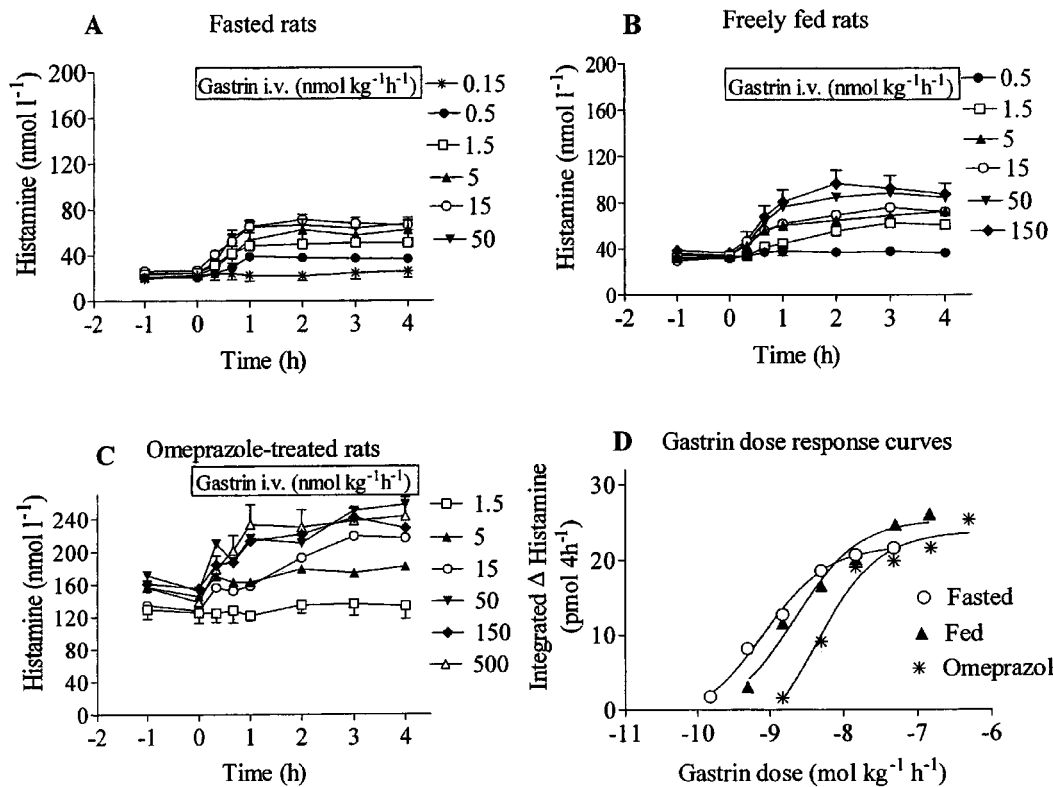 A Fasted rats
Histamine (nmol l⁻¹)
200
160
120
80
40
0
Gastrin i.v. (nmol kg⁻¹h⁻¹)
0.15
0.5
1.5
5
15
50
-2 -1 0 1 2 3 4
Time (h)
B Freely fed rats
Histamine (nmol l⁻¹)
200
160
120
80
40
0
Gastrin i.v. (nmol kg⁻¹h⁻¹)
0.5
1.5
5
15
50
150
-2 -1 0 1 2 3 4
Time (h)
C Omeprazole-treated rats
Histamine (nmol l⁻¹)
240
200
160
120
80
40
0
Gastrin i.v. (nmol kg⁻¹h⁻¹)
1.5
5
15
50
150
500
-2 -1 0 1 2 3 4
Time (h)
D Gastrin dose response curves
Integrated Δ Histamine
(pmol 4h⁻¹)
30
20
10
0
Fasted
Fed
Omeprazol
-11 -10 -9 -8 -7 -6
Gastrin dose (mol kg⁻¹ h⁻¹)